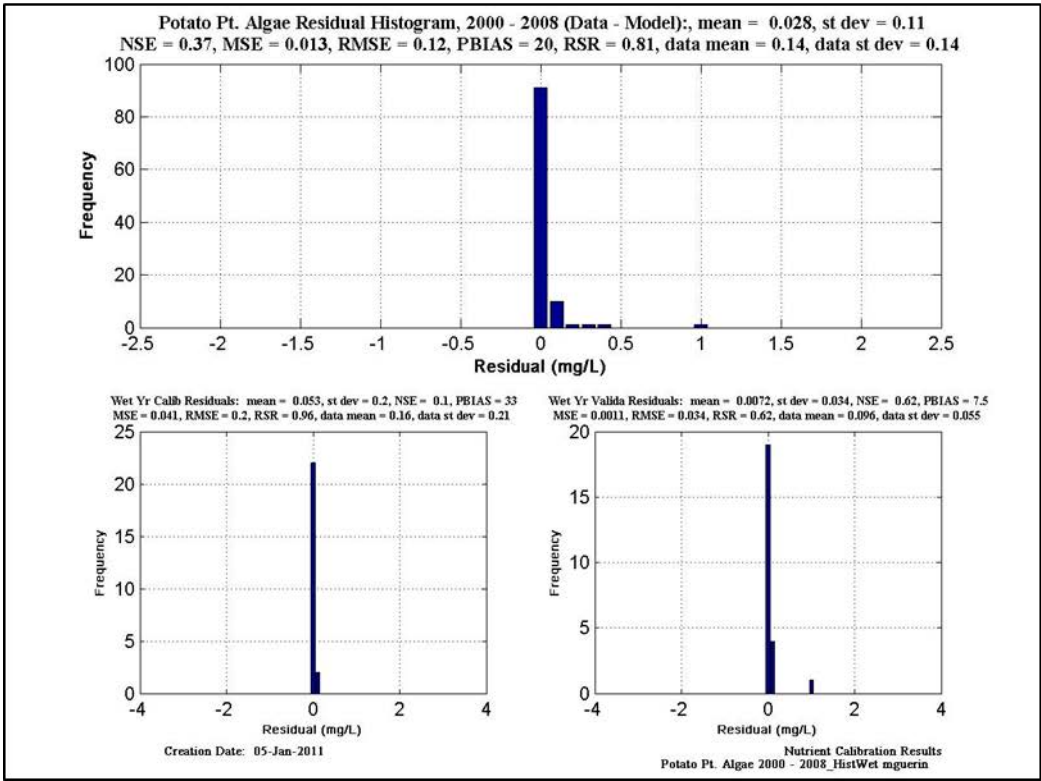 Potato Pt. Algae Residual Histogram, 2000 - 2008 (Data - Model):, mean = 0.028, st dev = 0.11
NSE = 0.37, MSE = 0.013, RMSE = 0.12, PBIAS = 20, RSR = 0.81, data mean = 0.14, data st dev = 0.14
100
80
60
40
20
0
Frequency
-2.5 -2 -1.5 -1 -0.5 0 0.5 1 1.5 2 2.5
Residual (mg/L)
Wet Yr Calib Residuals: mean = 0.053, st dev = 0.2, NSE = 0.1, PBIAS = 33
MSE = 0.041, RMSE = 0.2, RSR = 0.96, data mean = 0.16, data st dev = 0.21
25
20
15
10
5
0
Frequency
-4 -2 0 2 4
Residual (mg/L)
Creation Date: 05-Jan-2011
Wet Yr Valida Residuals: mean = 0.0072, st dev = 0.034, NSE = 0.62, PBIAS = 7.5
MSE = 0.0011, RMSE = 0.034, RSR = 0.62, data mean = 0.096, data st dev = 0.055
20
15
10
5
0
Frequency
-4 -2 0 2 4
Residual (mg/L)
Nutrient Calibration Results
Potato Pt. Algae 2000 - 2008_HistWet mguerin